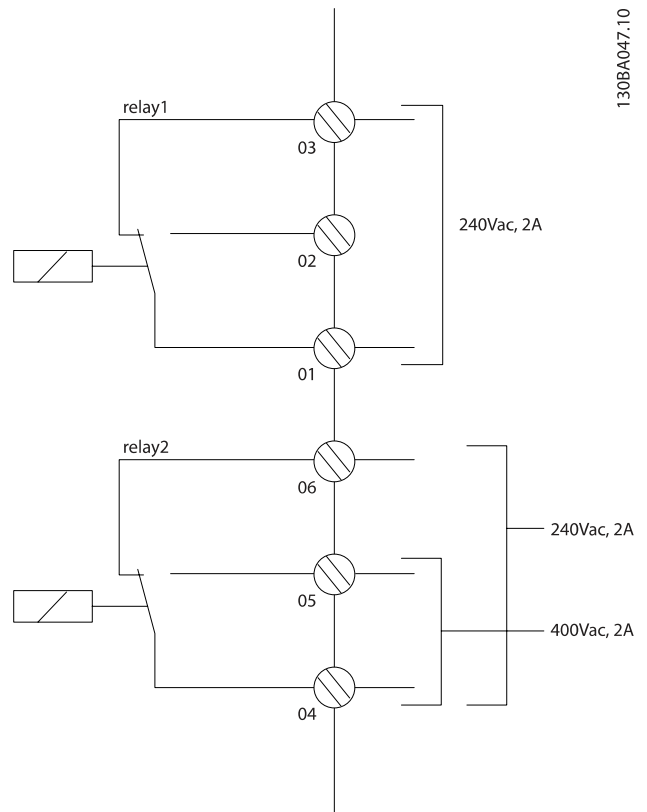 130BA047.10
relay1
03
240Vac, 2A
02
01
relay2
06
240Vac, 2A
05
400Vac, 2A
04